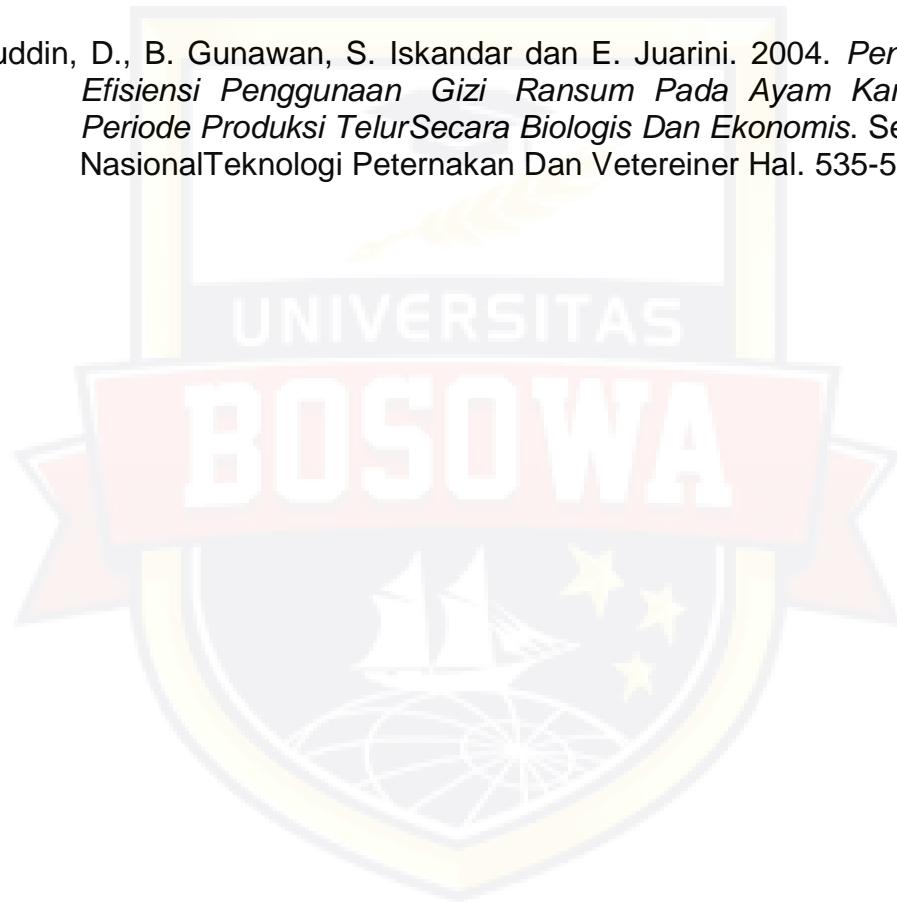 uddin, D., B. Gunawan, S. Iskandar dan E. Juarini. 2004. Per
Efisiensi Penggunaan Gizi Ransum Pada Ayam Kar
Periode Produksi TelurSecara Biologis Dan Ekonomis. Se
NasionalTeknologi Peternakan Dan Vetereiner Hal. 535-5
UNIVERSITAS
BOSOWA